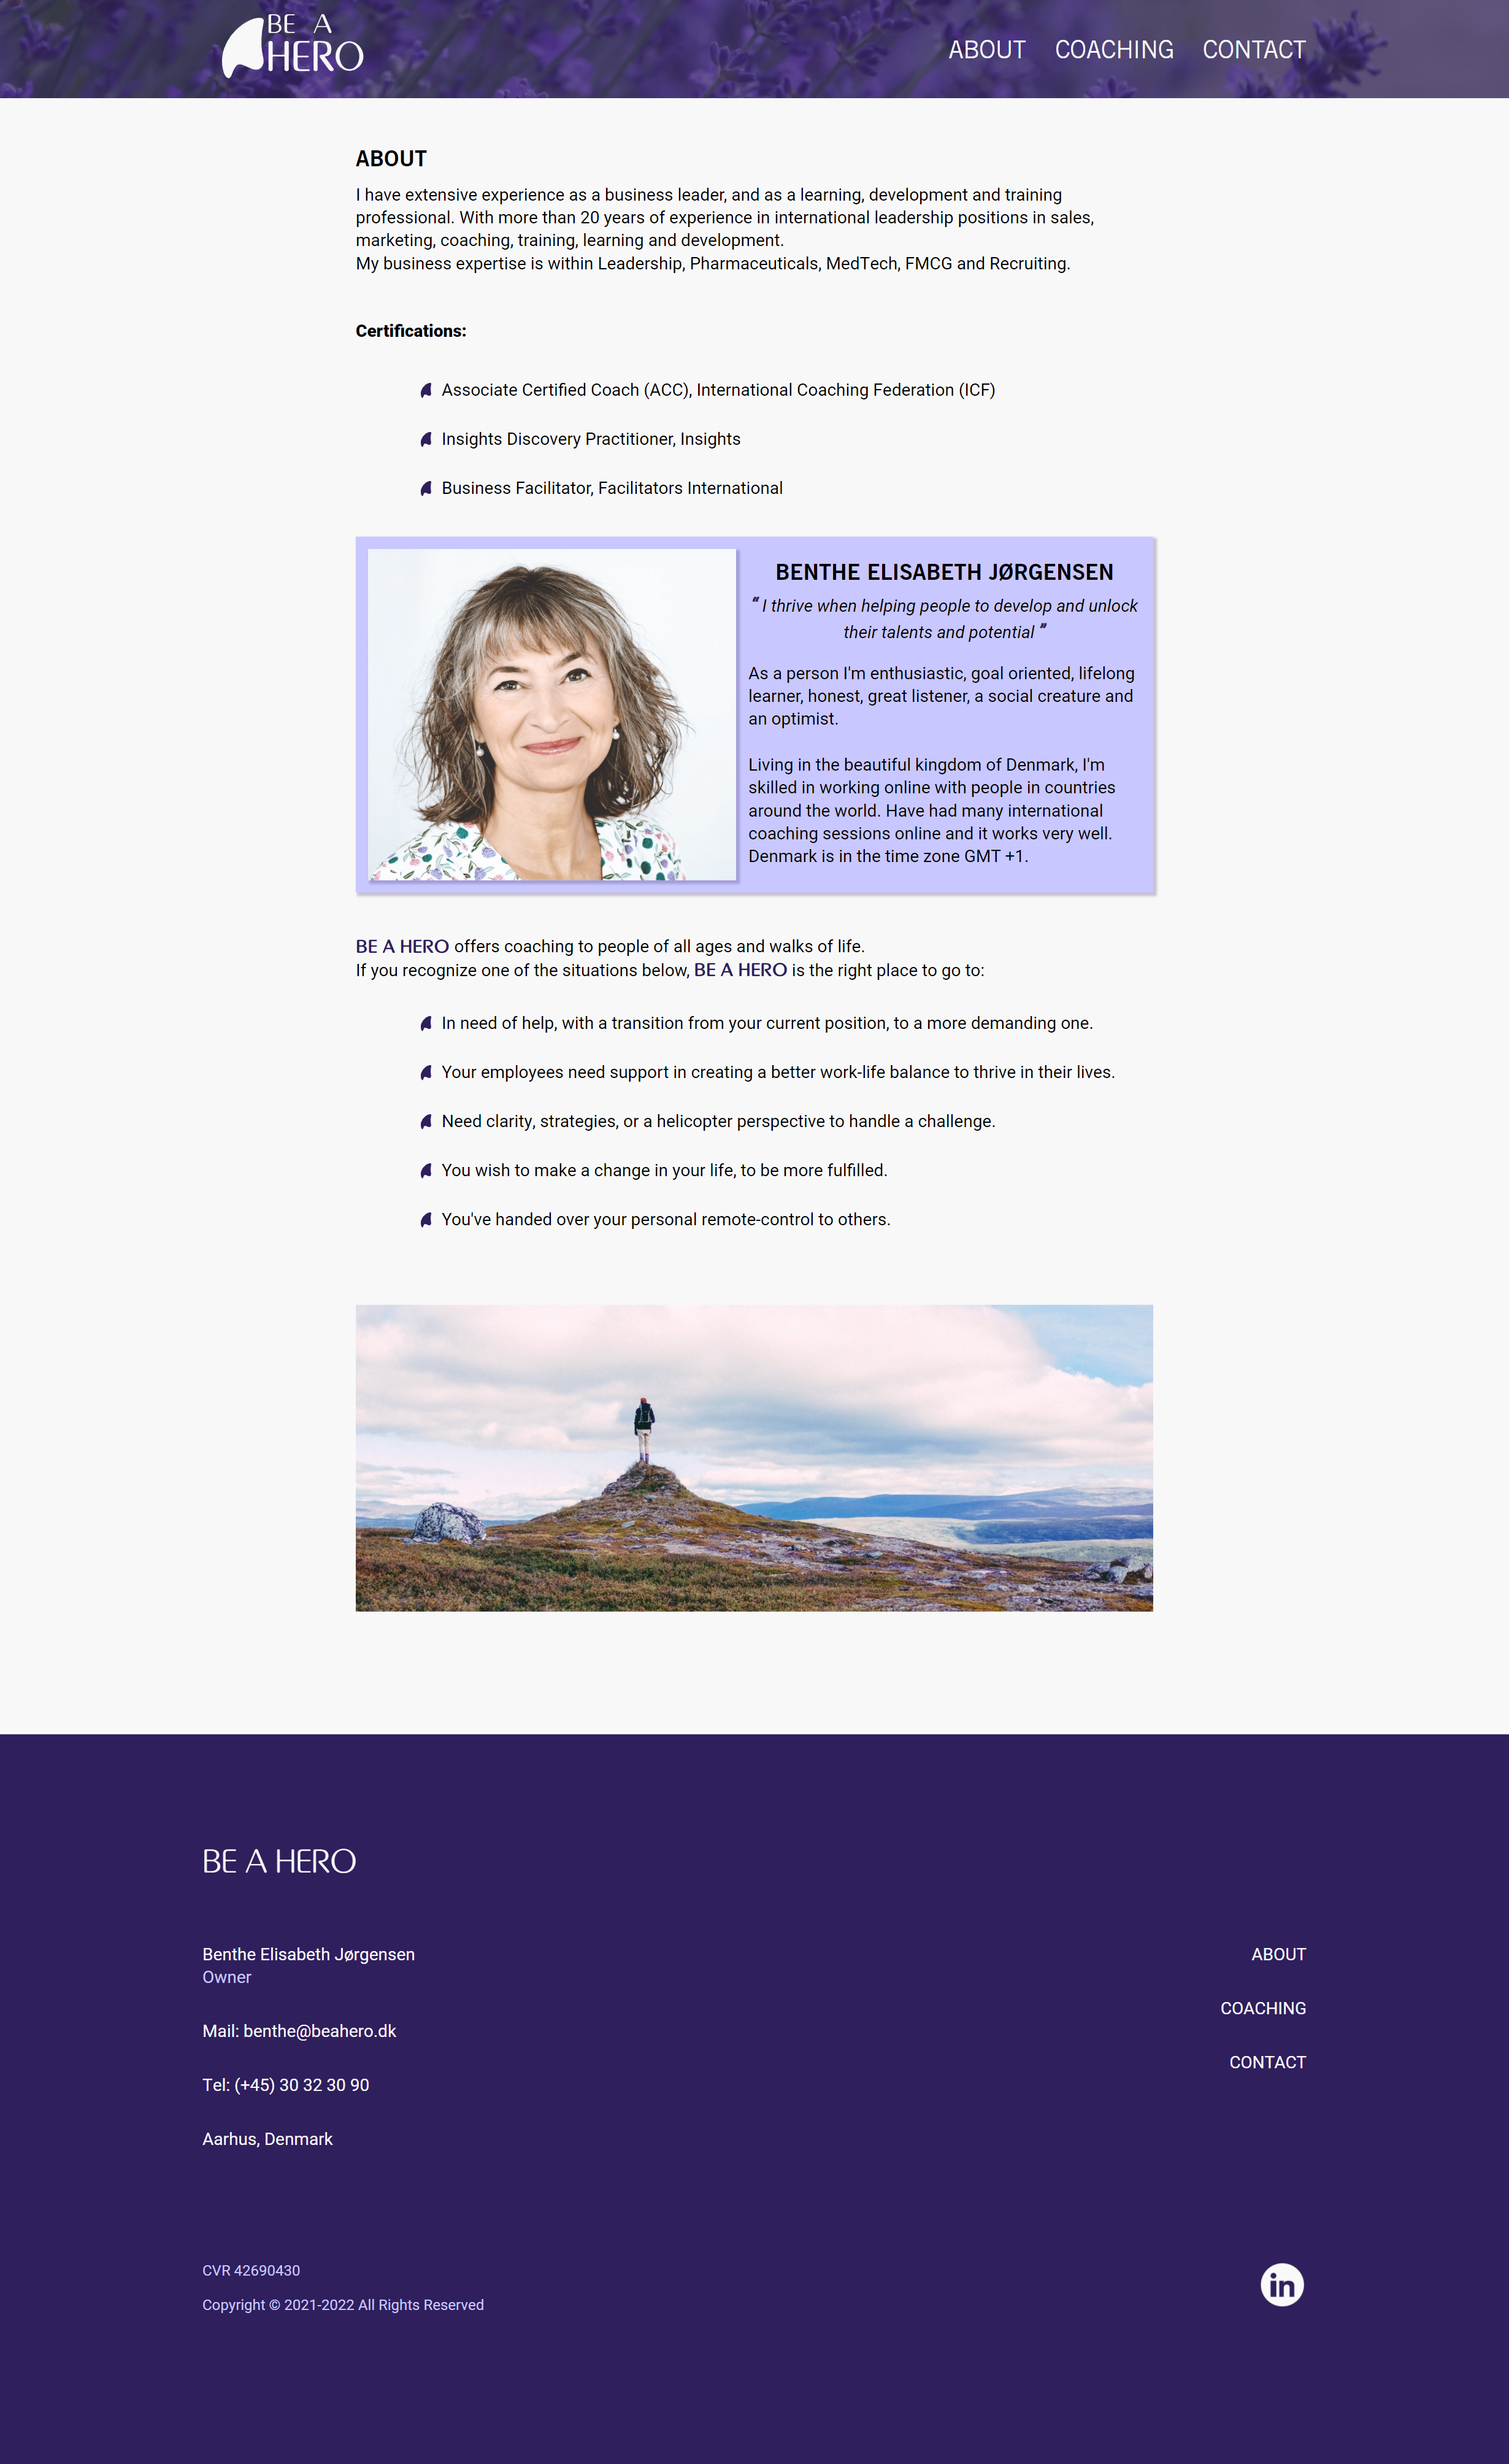 BE A
HERO
ABOUT COACHING CONTACT
ABOUT
I have extensive experience as a business leader, and as a learning, development and training
professional. With more than 20 years of experience in international leadership positions in sales,
marketing, coaching, training, learning and development.
My business expertise is within Leadership, Pharmaceuticals, MedTech, FMCG and Recruiting.
Certifications:
Associate Certified Coach (ACC), International Coaching Federation (ICF)
Insights Discovery Practitioner, Insights
Business Facilitator, Facilitators International
BENTHE ELISABETH JØRGENSEN
“ I thrive when helping people to develop and unlock
their talents and potential ”
As a person I'm enthusiastic, goal oriented, lifelong
learner, honest, great listener, a social creature and
an optimist.
Living in the beautiful kingdom of Denmark, I'm
skilled in working online with people in countries
around the world. Have had many international
coaching sessions online and it works very well.
Denmark is in the time zone GMT +1.
BE A HERO offers coaching to people of all ages and walks of life.
If you recognize one of the situations below, BE A HERO is the right place to go to:
In need of help, with a transition from your current position, to a more demanding one.
Your employees need support in creating a better work-life balance to thrive in their lives.
Need clarity, strategies, or a helicopter perspective to handle a challenge.
You wish to make a change in your life, to be more fulfilled.
You've handed over your personal remote-control to others.
BE A HERO
Benthe Elisabeth Jørgensen
Owner
Mail: benthe@beahero.dk
Tel: (+45) 30 32 30 90
Aarhus, Denmark
ABOUT
COACHING
CONTACT
CVR 42690430
Copyright © 2021-2022 All Rights Reserved
in